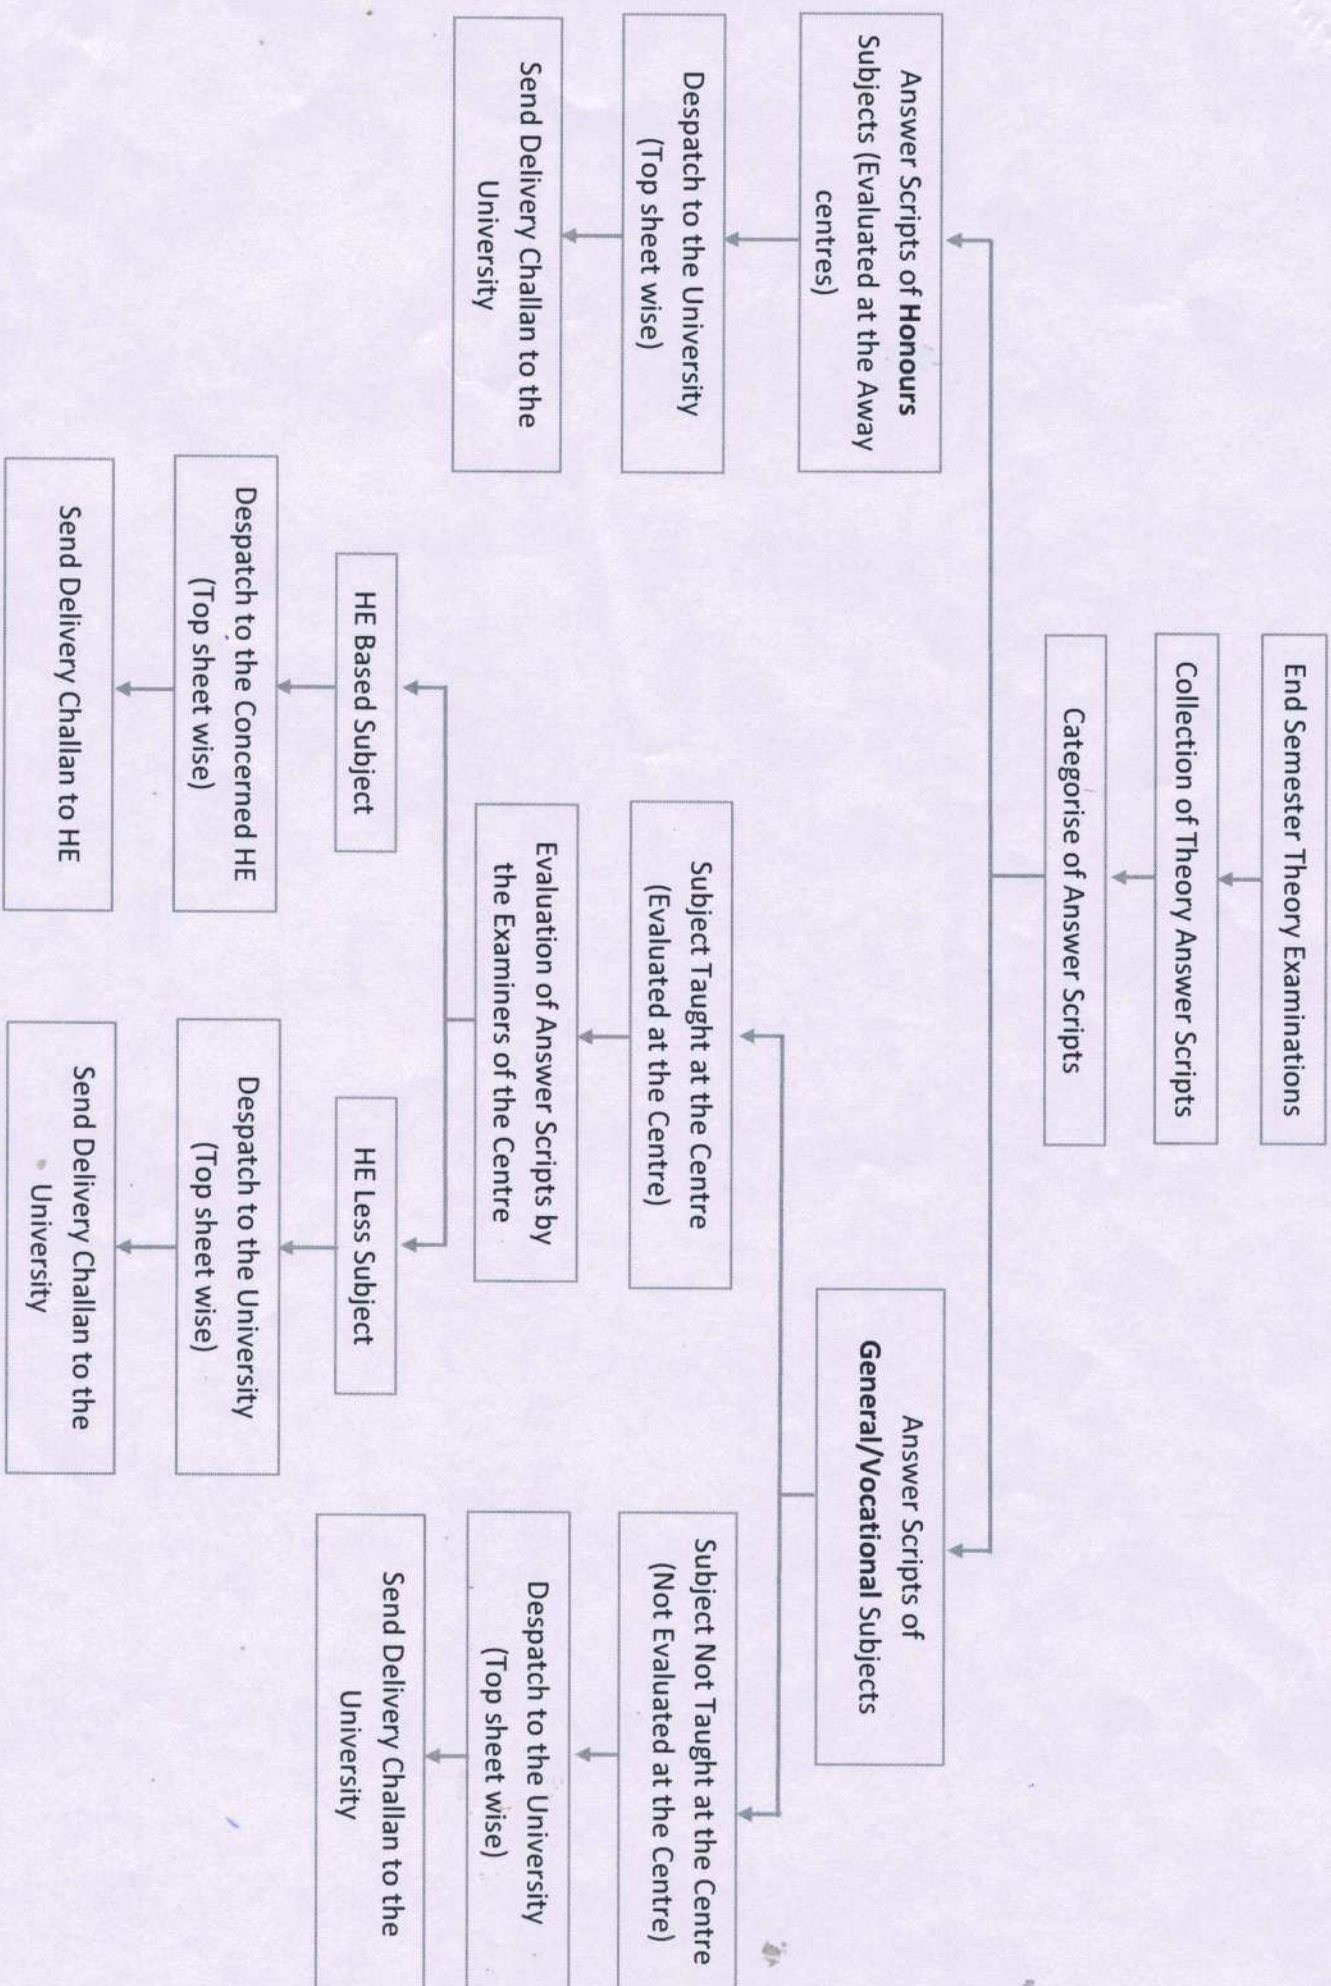 End Semester Theory Examinations
Collection of Theory Answer Scripts
Categorise of Answer Scripts
Answer Scripts of Honours
Subjects (Evaluated at the Away
centres)
Despatch to the University
(Top sheet wise)
Send Delivery Challan to the
University
Answer Scripts of
General/Vocational Subjects
Subject Taught at the Centre
(Evaluated at the Centre)
Evaluation of Answer Scripts by
the Examiners of the Centre
HE Based Subject
Despatch to the Concerned HE
(Top sheet wise)
Send Delivery Challan to HE
HE Less Subject
Despatch to the University
(Top sheet wise)
Send Delivery Challan to the
University
Subject Not Taught at the Centre
(Not Evaluated at the Centre)
Despatch to the University
(Top sheet wise)
Send Delivery Challan to the
University